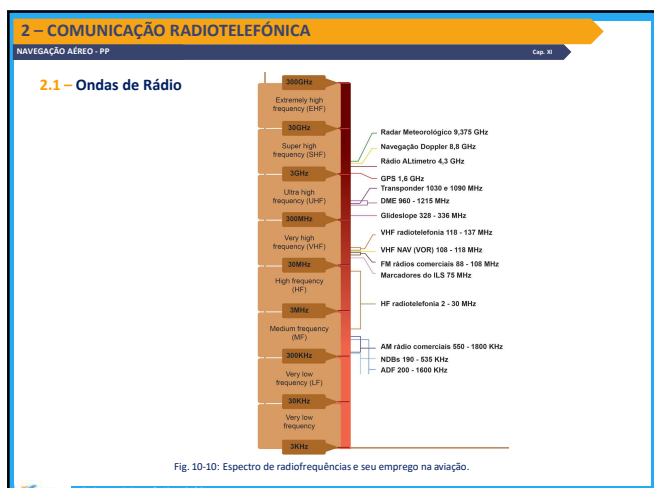 2 – COMUNICAÇÃO RADIOTELEFÓNICA
NAVEGAÇÃO AÉREO - PP
Cap. XI
2.1 – Ondas de Rádio
300GHz
Extremely high
frequency (EHF)
30GHz
Super high
frequency (SHF)
3GHz
Ultra high
frequency (UHF)
300MHz
Very high
frequency (VHF)
30MHz
High frequency
(HF)
3MHz
Medium frequency
(MF)
300KHz
Very low
frequency (LF)
30KHz
Very low
frequency
3KHz
Radar Meteorológico 9,375 GHz
Navegação Doppler 8,8 GHz
Rádio ALtimetro 4,3 GHz
GPS 1,6 GHz
Transponder 1030 e 1090 MHz
DME 960 - 1215 MHz
Glideslope 328 - 336 MHz
VHF radiotelefonia 118 - 137 MHz
VHF NAV (VOR) 108 - 118 MHz
FM rádios comerciais 88 - 108 MHz
Marcadores do ILS 75 MHz
HF radiotelefonia 2 - 30 MHz
AM rádio comerciais 550 - 1800 KHz
NDBs 190 - 535 KHz
ADF 200 - 1600 KHz
Fig. 10-10: Espectro de radiofrequências e seu emprego na aviação.